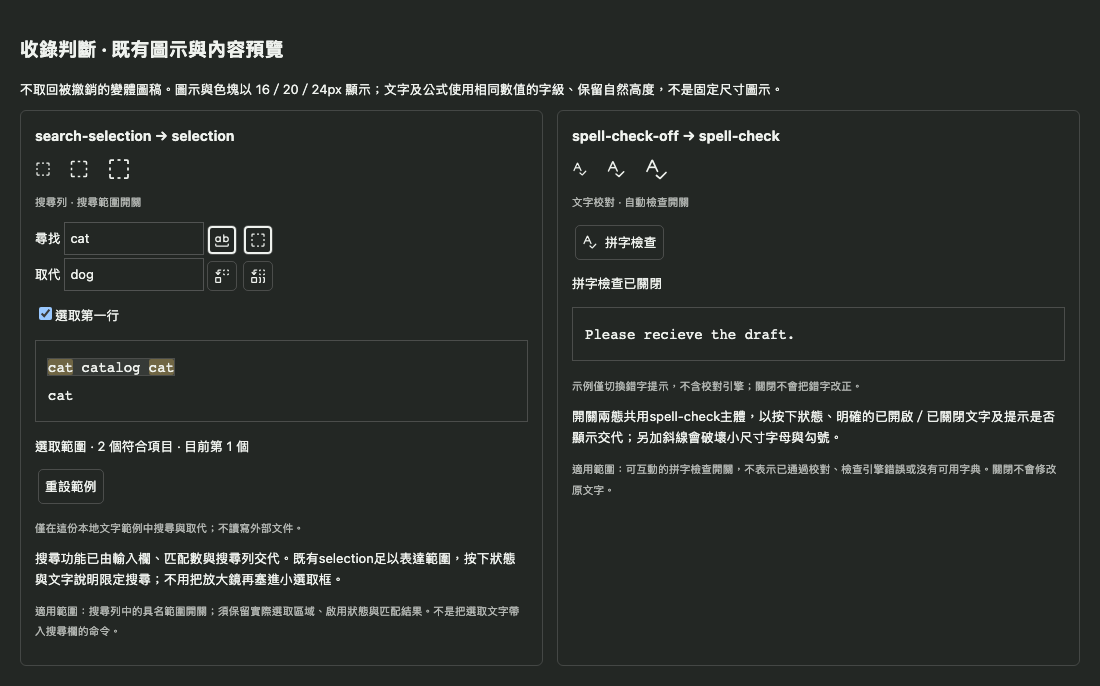 收錄判斷 · 既有圖示與內容預覽
不取回被撤銷的變體圖稿。圖示與色塊以 16 / 20 / 24px 顯示；文字及公式使用相同數值的字級、保留自然高度，不是固定尺寸圖示。
search-selection → selection
搜尋列 · 搜尋範圍開關
尋找 cat ab
取代 dog
選取第一行
cat catalog cat
cat
選取範圍 · 2 個符合項目 · 目前第 1 個
重設範例
僅在這份本地文字範例中搜尋與取代；不讀寫外部文件。
搜尋功能已由輸入欄、匹配數與搜尋列交代。既有selection足以表達範圍，按下狀態
與文字說明限定搜尋；不用把放大鏡再塞進小選取框。
適用範圍：搜尋列中的具名範圍開關；須保留實際選取區域、啟用狀態與匹配結果。不是把選取文字帶
入搜尋欄的命令。
spell-check-off → spell-check
文字校對 · 自動檢查開關
拼字檢查
拼字檢查已關閉
Please recieve the draft.
示例僅切換錯字提示，不含校對引擎；關閉不會把錯字改正。
開關兩態共用spell-check主體，以按下狀態、明確的已開啟 / 已關閉文字及提示是否
顯示交代；另加斜線會破壞小尺寸字母與勾號。
適用範圍：可互動的拼字檢查開關，不表示已通過校對、檢查引擎錯誤或沒有可用字典。關閉不會修改
原文字。